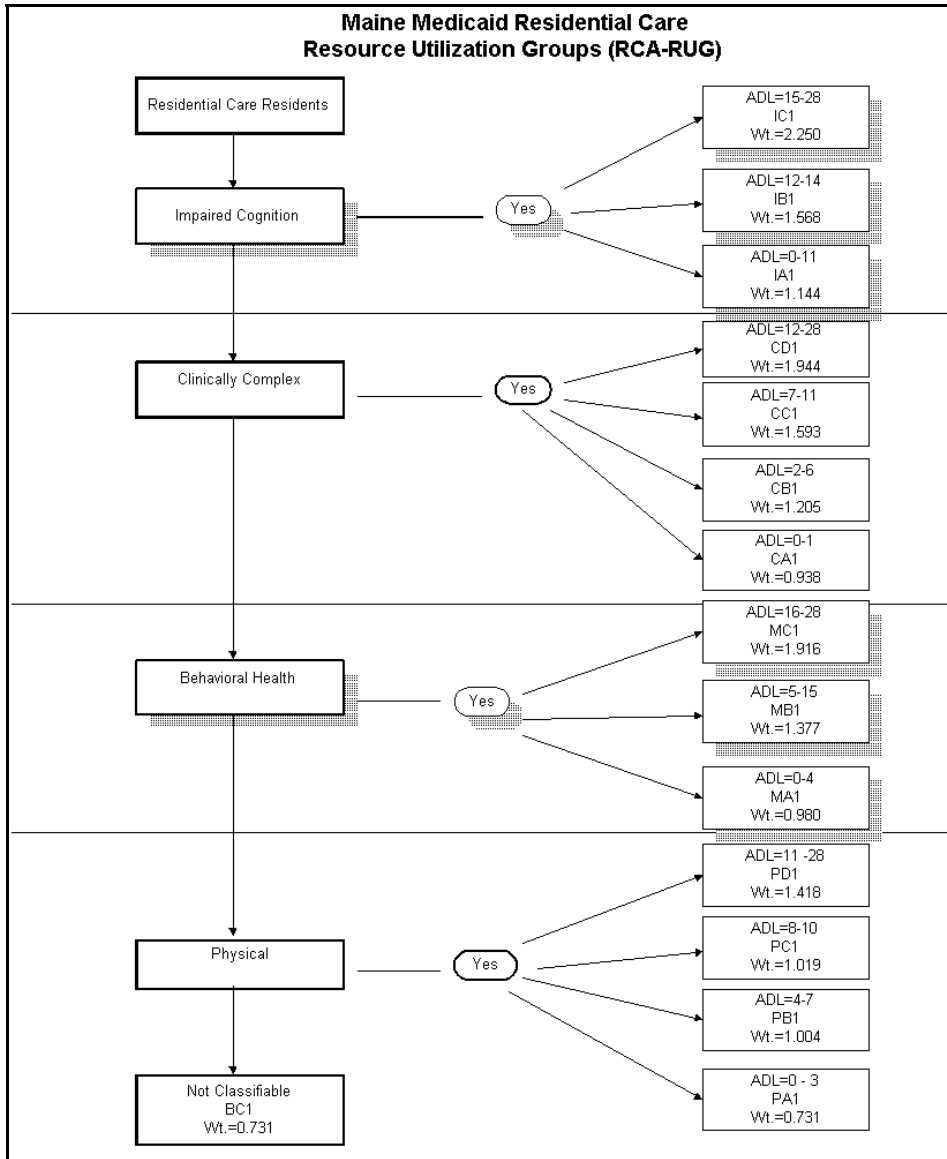 Maine Medicaid Residential Care
Resource Utilization Groups (RCA-RUG)
Residential Care Residents
Impaired Cognition
Yes
ADL=15-28
IC1
Wt.=2.250
ADL=12-14
IB1
Wt.=1.568
ADL=0-11
IA1
Wt.=1.144
Clinically Complex
Yes
ADL=12-28
CD1
Wt.=1.944
ADL=7-11
CC1
Wt.=1.593
ADL=2-6
CB1
Wt.=1.205
ADL=0-1
CA1
Wt.=0.938
Behavioral Health
Yes
ADL=16-28
MC1
Wt.=1.916
ADL=5-15
MB1
Wt.=1.377
ADL=0-4
MA1
Wt.=0.980
Physical
Yes
ADL=11 -28
PD1
Wt.=1.418
ADL=8-10
PC1
Wt.=1.019
ADL=4-7
PB1
Wt.=1.004
ADL=0 - 3
PA1
Wt.=0.731
Not Classifiable
BC1
Wt.=0.731